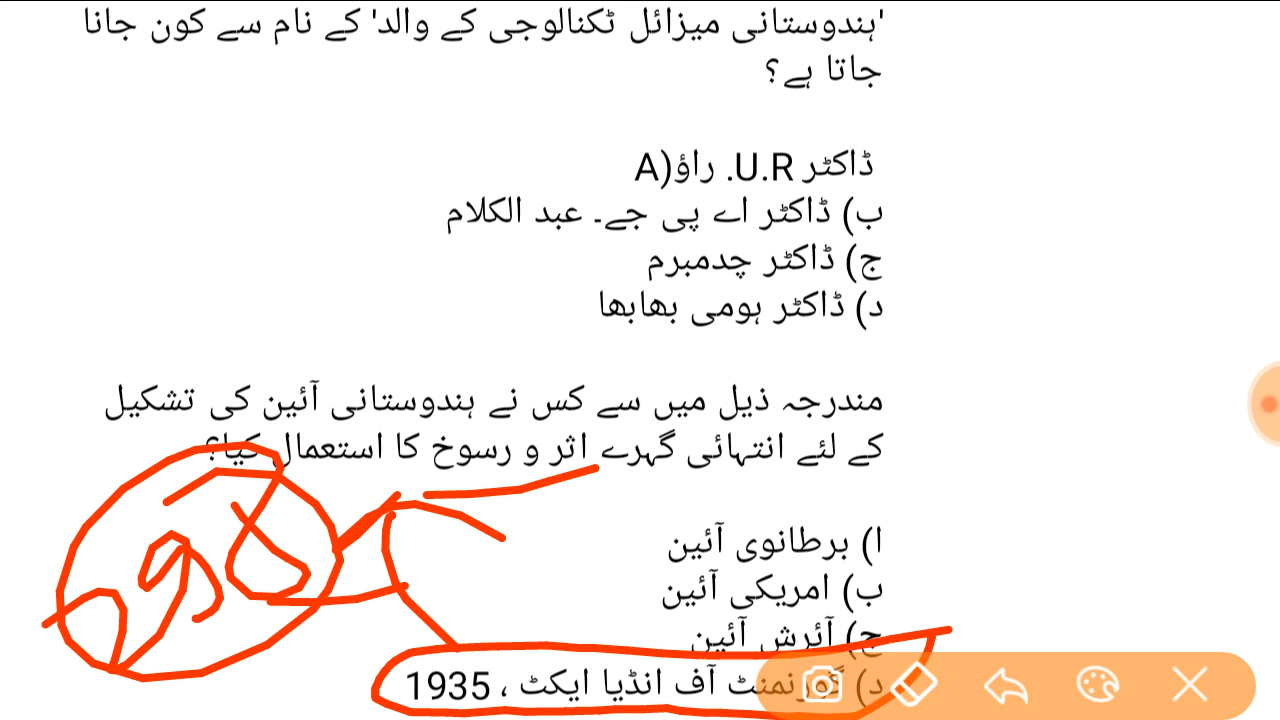 'ہندوستانی میزائل ٹکنالوجی کے والد' کے نام سے کون جانا
جاتا ہے؟
ڈاکٹر U.R. راؤ(A
ب) ڈاکٹر اے پی جے۔ عبد الکلام
ج) ڈاکٹر چدمبرم
د) ڈاکٹر ہومی بھابھا
مندرجہ ذیل میں سے کس نے ہندوستانی آئین کی تشکیل
کے لئے انتہائی گہرے اثر و رسوخ کا استعمال کیا؟
ا) برطانوی آئین
ب) امریکی آئین
ج) آئرش آئین
د) گورنمنٹ آف انڈیا ایکٹ ، 1935